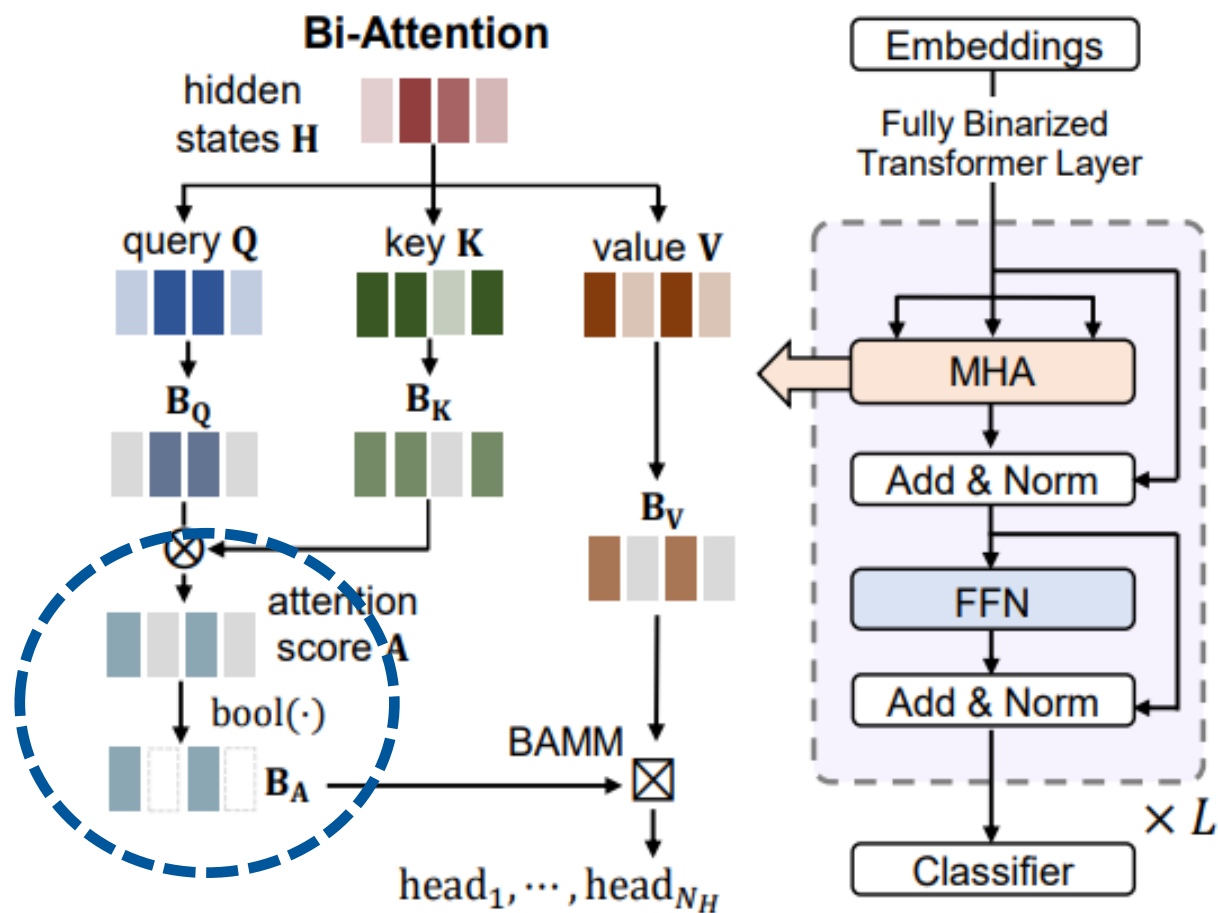 Bi-Attention
hidden
states H
query Q
key K
value V
B_Q
B_K
B_V
attention
score A
bool(·)
B_A
BAMM
head_1, ⋯, head_{N_H}
Embeddings
Fully Binarized
Transformer Layer
MHA
Add & Norm
FFN
Add & Norm
× L
Classifier